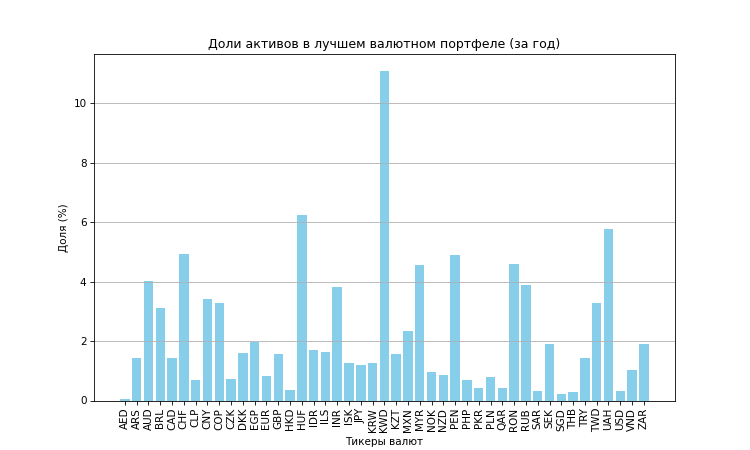 Доли активов в лучшем валютном портфеле (за год)
Доля (%)
10
8
6
4
2
0
AED ARS AUD BRL CAD CHF CLP CNY COP CZK DKK EGP EUR GBP HKD HUF IDR ILS INR ISK JPY KRW KWD KZT MXN MYR NOK NZD PEN PHP PKR PLN QAR RON RUB SAR SEK SGD THB TRY TWD UAH USD VND ZAR
Тикеры валют